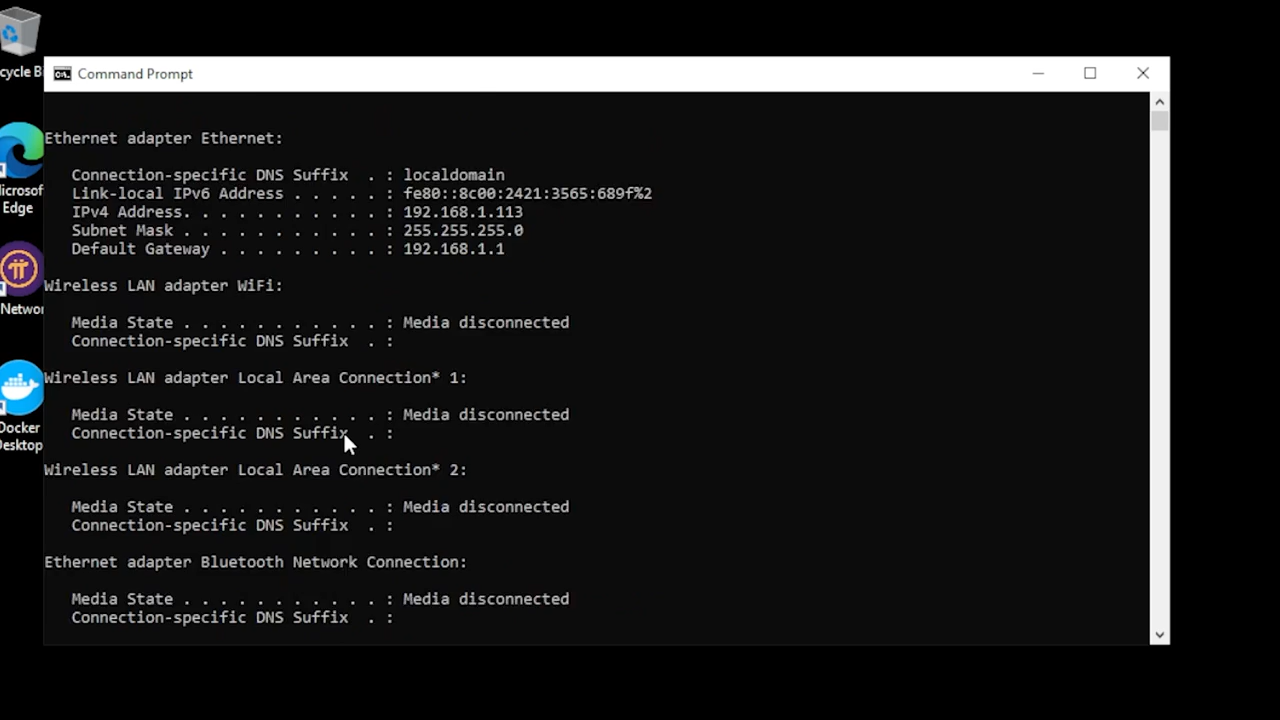 cycle B
Command Prompt
Ethernet adapter Ethernet:
Connection-specific DNS Suffix  . : localdomain
Link-local IPv6 Address . . . . . : fe80::8c00:2421:3565:689f%2
IPv4 Address. . . . . . . . . . . : 192.168.1.113
Subnet Mask . . . . . . . . . . . : 255.255.255.0
Default Gateway . . . . . . . . . : 192.168.1.1
Wireless LAN adapter WiFi:
Media State . . . . . . . . . . . : Media disconnected
Connection-specific DNS Suffix  . :
Wireless LAN adapter Local Area Connection* 1:
Media State . . . . . . . . . . . : Media disconnected
Connection-specific DNS Suffix  . :
Wireless LAN adapter Local Area Connection* 2:
Media State . . . . . . . . . . . : Media disconnected
Connection-specific DNS Suffix  . :
Ethernet adapter Bluetooth Network Connection:
Media State . . . . . . . . . . . : Media disconnected
Connection-specific DNS Suffix  . :
Microsof
Edge
Networ
Docker
Desktop